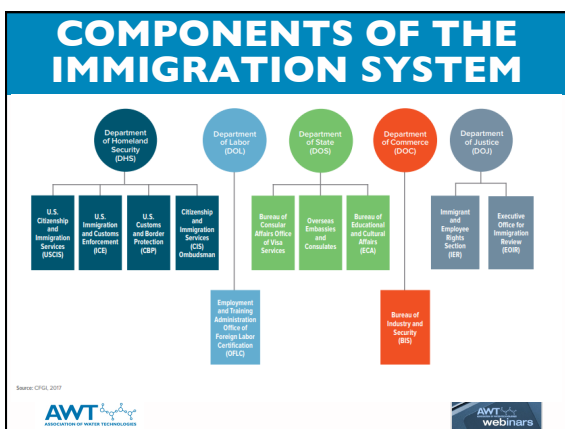 COMPONENTS OF THE
IMMIGRATION SYSTEM
Department
of Homeland
Security
(DHS)
Department
of Labor
(DOL)
Department
of State
(DOS)
Department
of Commerce
(DOC)
Department
of Justice
(DOJ)
U.S.
Citizenship
and
Immigration
Services
(USCIS)
U.S.
Immigration
and Customs
Enforcement
(ICE)
U.S.
Customs
and Border
Protection
(CBP)
Citizenship
and
Immigration
Services
(CIS)
Ombudsman
Bureau of
Consular
Affairs Office
of Visa
Services
Overseas
Embassies
and
Consulates
Bureau of
Educational
and Cultural
Affairs
(ECA)
Immigrant
and
Employee
Rights
Section
(IER)
Executive
Office for
Immigration
Review
(EOIR)
Employment
and Training
Administration
Office of
Foreign Labor
Certification
(OFLC)
Bureau of
Industry and
Security
(BIS)
Source: CFGI, 2017
AWT
ASSOCIATION OF WATER TECHNOLOGIES
AWT
webinars